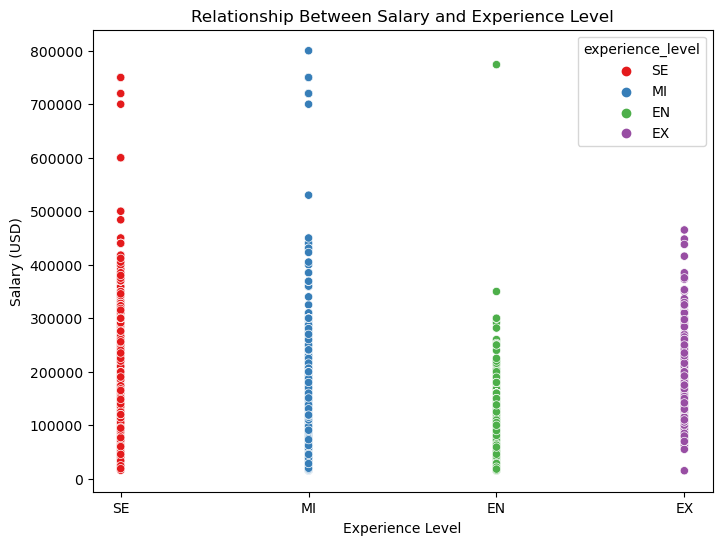 Relationship Between Salary and Experience Level
experience_level
SE
MI
EN
EX
800000
700000
600000
500000
400000
300000
200000
100000
0
Salary (USD)
SE MI EN EX
Experience Level